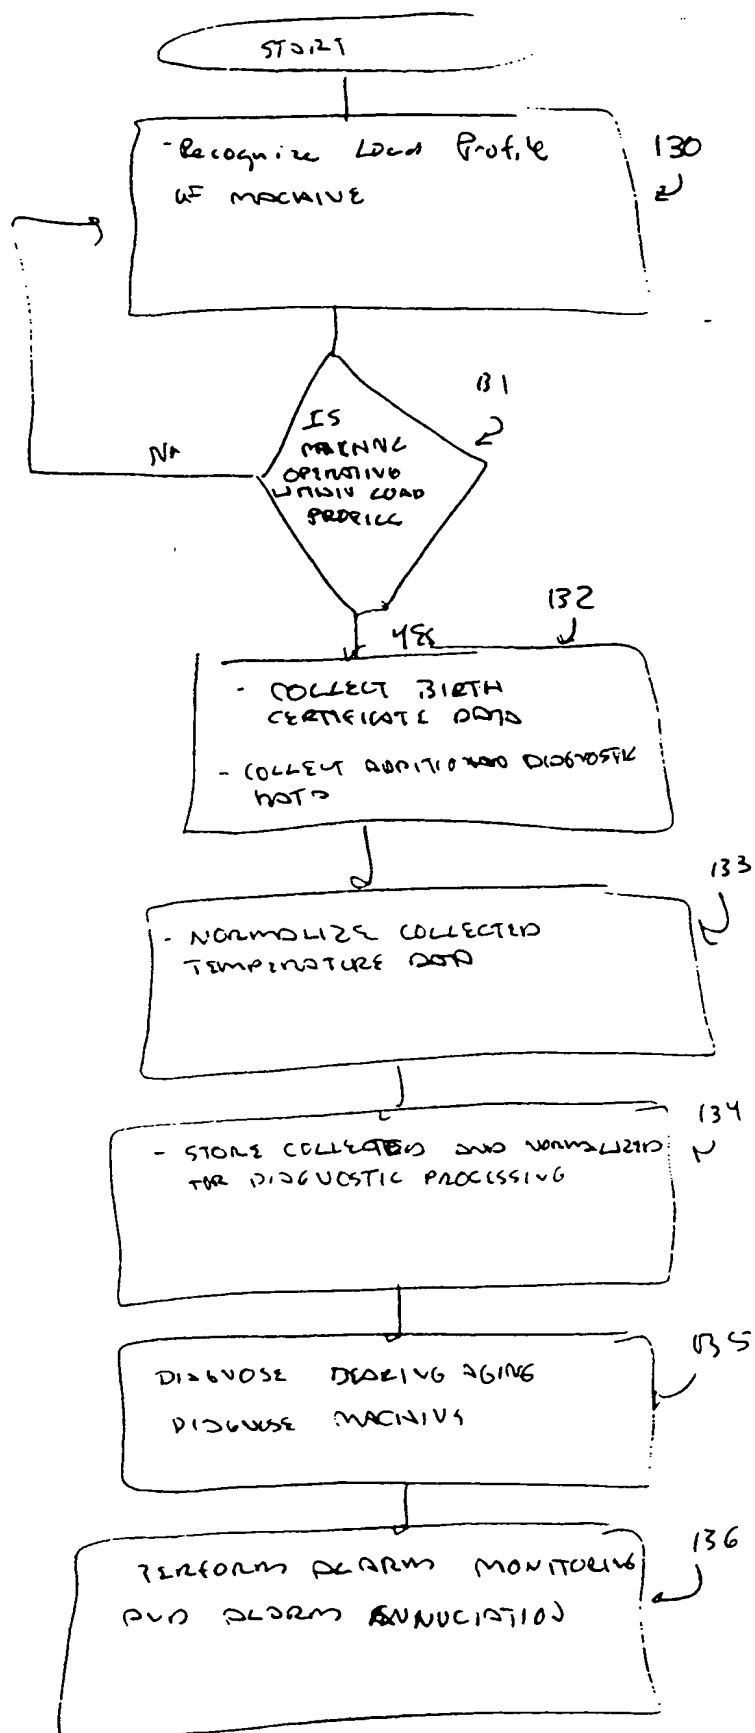 START
- Recognize Load Profile
130
OF MACHINE
131
IS
MACHINE
OPERATING
WITHIN LOAD
PROFILE
No
132
YES
- COLLECT BIRTH
CERTIFICATE DATA
- COLLECT ADDITIONAL DIAGNOSTIC
DATA
133
- NORMALIZE COLLECTED
TEMPERATURE DATA
134
- STORE COLLECTED AND NORMALIZED
FOR DIAGNOSTIC PROCESSING
135
DIAGNOSE BEARING AGING
DIAGNOSE MACHINE
136
PERFORM ALARM MONITORING
AND ALARM ANNUCIATION